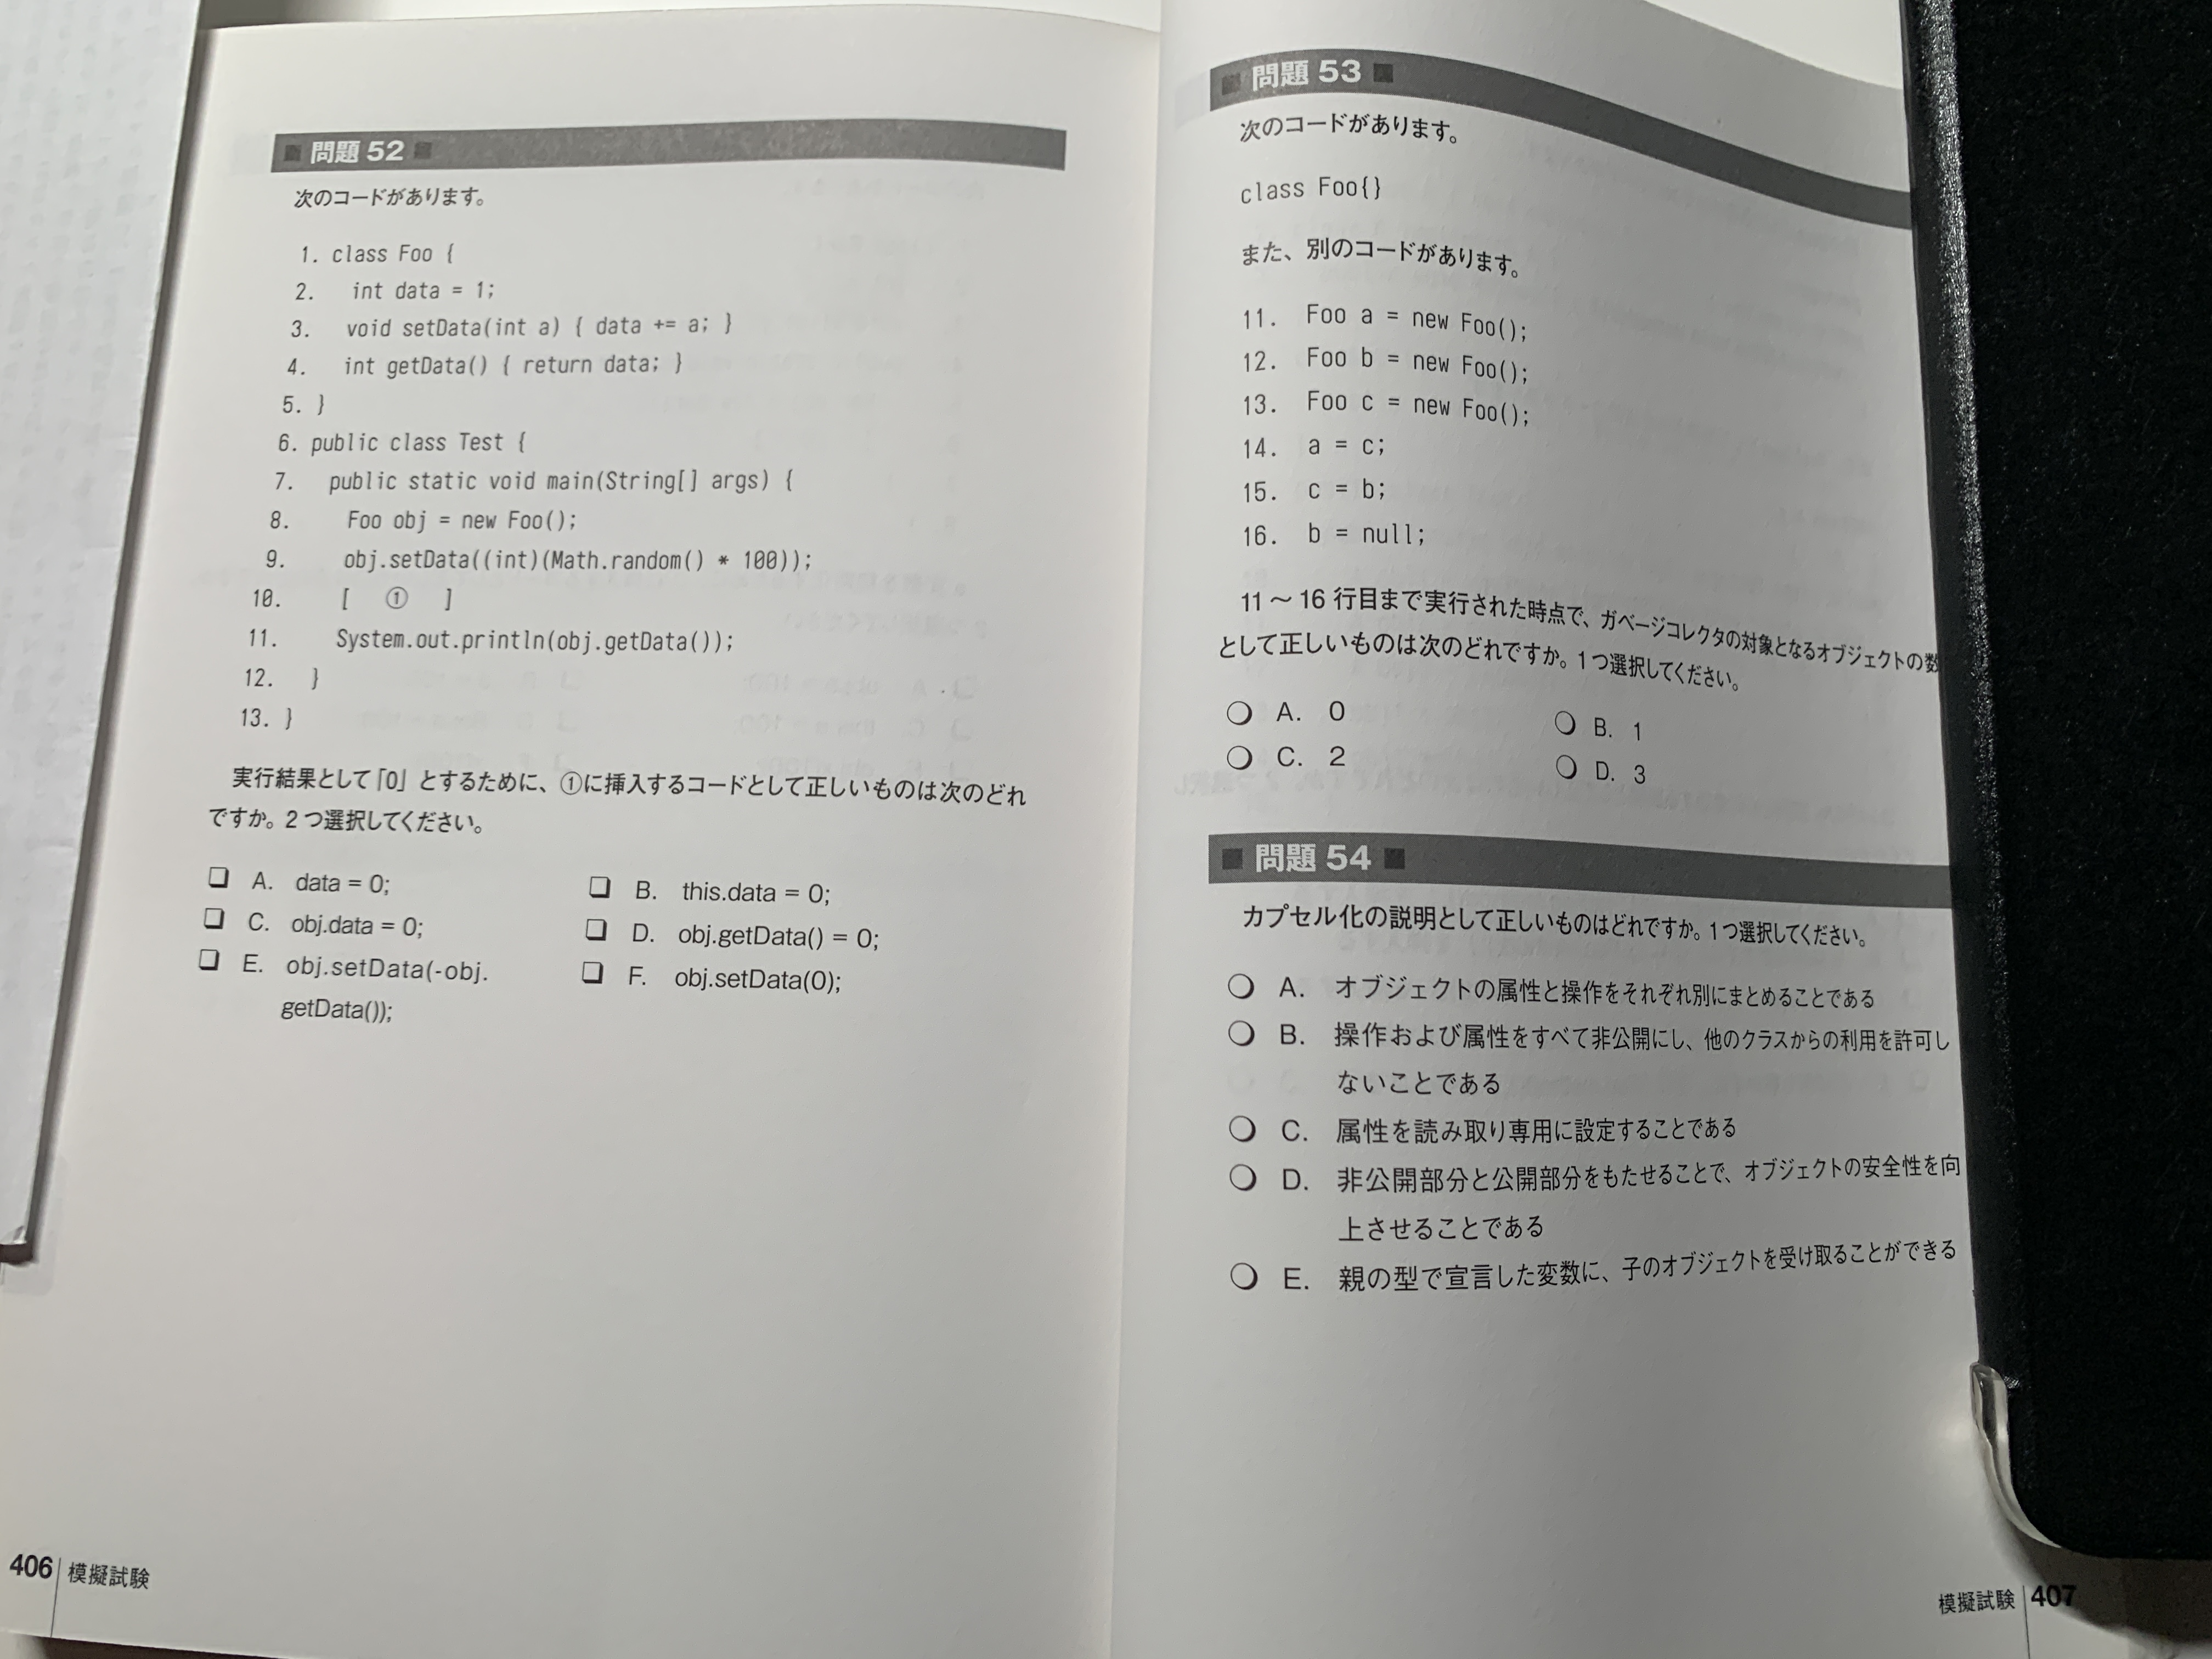 ■ 問題 52 ■
次のコードがあります。
1. class Foo {
2. int data = 1;
3. void setData(int a) { data += a; }
4. int getData() { return data; }
5. }
6. public class Test {
7. public static void main(String[] args) {
8. Foo obj = new Foo();
9. obj.setData((int)(Math.random() * 100));
10. [ ① ]
11. System.out.println(obj.getData());
12. }
13. }
実行結果として「0」とするために、①に挿入するコードとして正しいものは次のどれ
ですか。2つ選択してください。
❏ A. data = 0;
❏ B. this.data = 0;
❏ C. obj.data = 0;
❏ D. obj.getData() = 0;
❏ E. obj.setData(-obj.
getData());
❏ F. obj.setData(0);
406 模擬試験
■ 問題 53 ■
次のコードがあります。
class Foo{}
また、別のコードがあります。
11. Foo a = new Foo();
12. Foo b = new Foo();
13. Foo c = new Foo();
14. a = c;
15. c = b;
16. b = null;
11 ～ 16 行目まで実行された時点で、ガベージコレクタの対象となるオブジェクトの数
として正しいものは次のどれですか。1つ選択してください。
○ A. 0
○ B. 1
○ C. 2
○ D. 3
■ 問題 54 ■
カプセル化の説明として正しいものはどれですか。1つ選択してください。
○ A. オブジェクトの属性と操作をそれぞれ別にまとめることである
○ B. 操作および属性をすべて非公開にし、他のクラスからの利用を許可し
ないことである
○ C. 属性を読み取り専用に設定することである
○ D. 非公開部分と公開部分をもたせることで、オブジェクトの安全性を向
上させることである
○ E. 親の型で宣言した変数に、子のオブジェクトを受け取ることができる
模擬試験 407